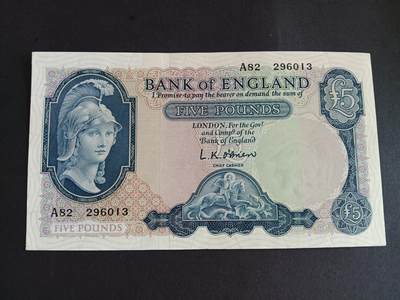 A82 296013
BANK of ENGLAND
I Promise to pay the bearer on demand the sum of
FIVE POUNDS
£5
LONDON, For the Govr
and Compa of the
Bank of England
L.K. O'Brien
CHIEF CASHIER
A82 296013
FIVE POUNDS
£5